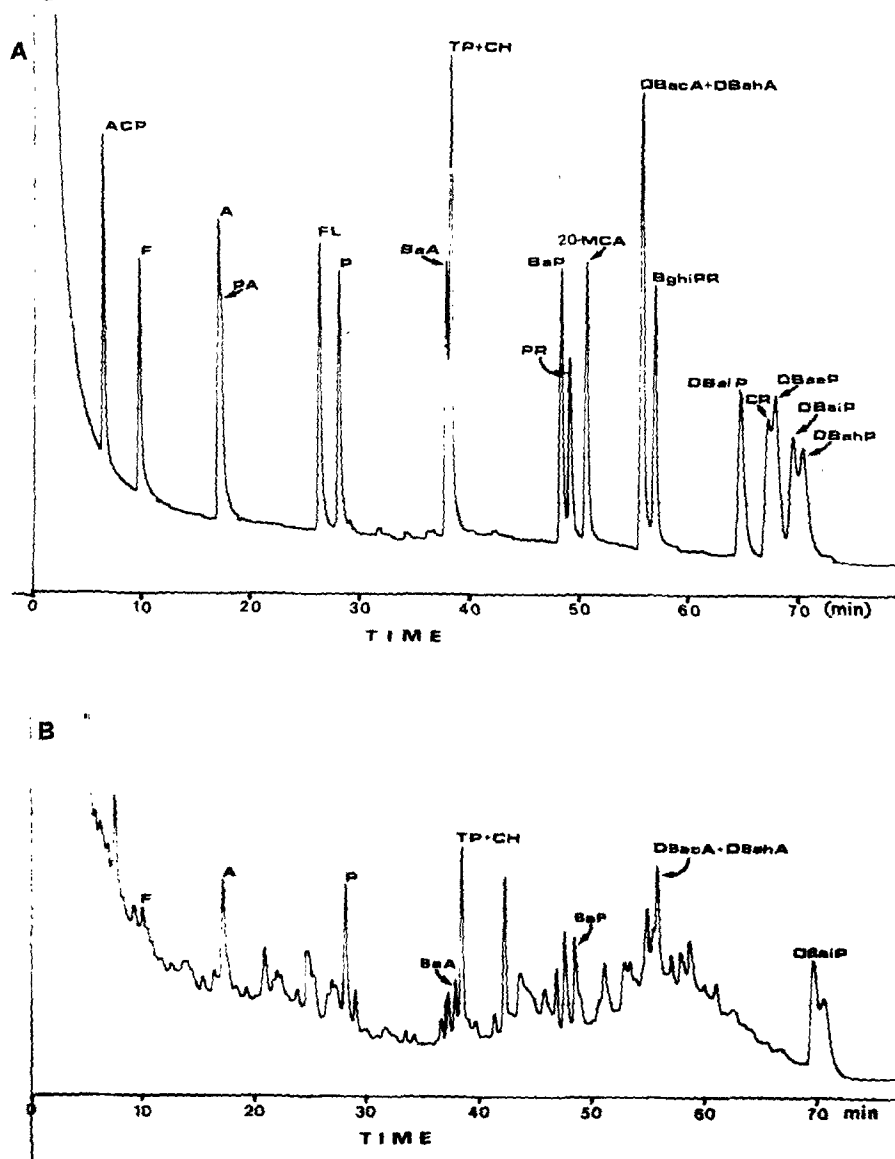 A
TP+CH
DBacA+DBahA
ACP
A
FL
F
P
BaA
20-MCA
BaP
BghiPR
PA
PR
DBalP
DBaeP
CR
DBaiP
DBahP
0 10 20 30 40 50 60 70 (min)
TIME
B
TP+CH
DBacA+DBahA
A
P
F
BaP
BaA
DBaiP
0 10 20 30 40 50 60 70 min
TIME